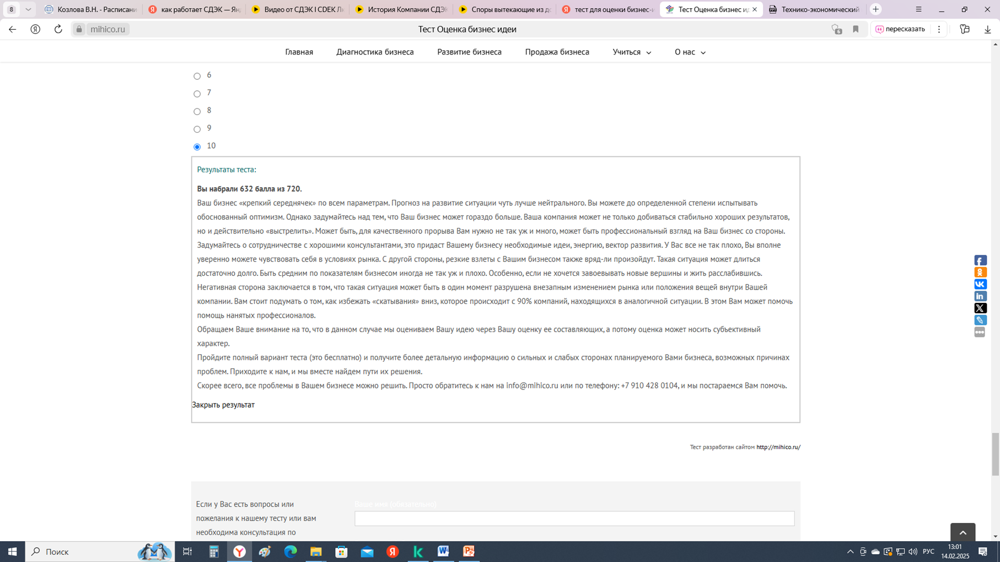 8
Козлова В.Н. - Расписани
как работает СДЭК — Янд
Видео от СДЭК I CDEK Лю
История Компании СДЭК
Споры вытекающие из до
тест для оценки бизнес-и
Тест Оценка бизнес ид
Технико-экономический
mihico.ru
Тест Оценка бизнес идеи
6
пересказать
Главная
Диагностика бизнеса
Развитие бизнеса
Продажа бизнеса
Учиться
О нас
6
7
8
9
10
Результаты теста:
Вы набрали 632 балла из 720.
Ваш бизнес «крепкий середнячек» по всем параметрам. Прогноз на развитие ситуации чуть лучше нейтрального. Вы можете до определенной степени испытывать
обоснованный оптимизм. Однако задумайтесь над тем, что Ваш бизнес может гораздо больше. Ваша компания может не только добиваться стабильно хороших результатов,
но и действительно «выстрелить». Может быть, для качественного прорыва Вам нужно не так уж и много, может быть профессиональный взгляд на Ваш бизнес со стороны.
Задумайтесь о сотрудничестве с хорошими консультантами, это придаст Вашему бизнесу необходимые идеи, энергию, вектор развития. У Вас все не так плохо, Вы вполне
уверенно можете чувствовать себя в условиях рынка. С другой стороны, резкие взлеты с Вашим бизнесом также вряд-ли произойдут. Такая ситуация может длиться
достаточно долго. Быть средним по показателям бизнесом иногда не так уж и плохо. Особенно, если не хочется завоевывать новые вершины и жить расслабившись.
Негативная сторона заключается в том, что такая ситуация может быть в один момент разрушена внезапным изменением рынка или положения вещей внутри Вашей
компании. Вам стоит подумать о том, как избежать «скатывания» вниз, которое происходит с 90% компаний, находящихся в аналогичной ситуации. В этом Вам может помочь
помощь нанятых профессионалов.
Обращаем Ваше внимание на то, что в данном случае мы оцениваем Вашу идею через Вашу оценку ее составляющих, а потому оценка может носить субъективный
характер.
Пройдите полный вариант теста (это бесплатно) и получите более детальную информацию о сильных и слабых сторонах планируемого Вами бизнеса, возможных причинах
проблем. Приходите к нам, и мы вместе найдем пути их решения.
Скорее всего, все проблемы в Вашем бизнесе можно решить. Просто обратитесь к нам на info@mihico.ru или по телефону: +7 910 428 0104, и мы постараемся Вам помочь.
Закрыть результат
Тест разработан сайтом http://mihico.ru/
Если у Вас есть вопросы или
пожелания к нашему тесту или вам
необходима консультация по
Ваше имя (обязательно)
Поиск
РУС
13:01
14.02.2025